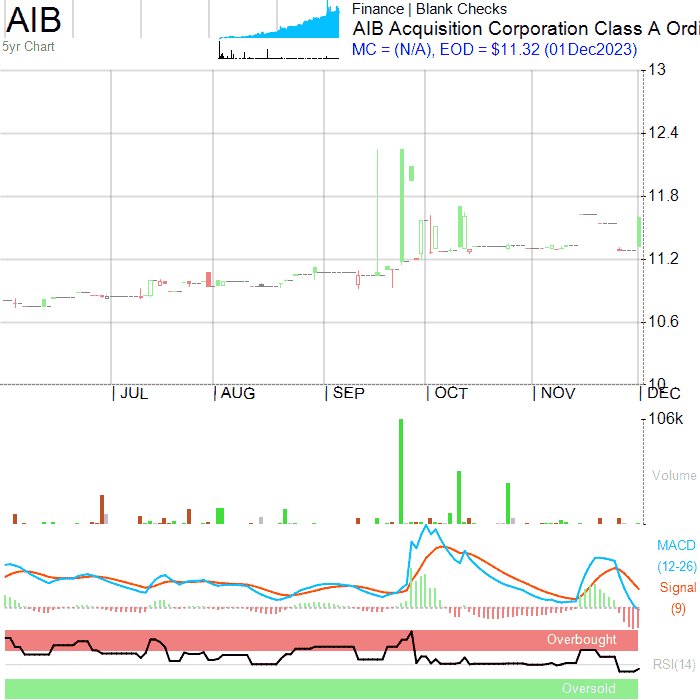 AIB
5yr Chart
Finance | Blank Checks
AIB Acquisition Corporation Class A Ordi
MC = (N/A), EOD = $11.32 (01Dec2023)
13
12.4
11.8
11.2
10.6
10
| JUL | AUG | SEP | OCT | NOV | DEC
106k
Volume
MACD
(12-26)
Signal
(9)
Overbought
RSI(14)
Oversold